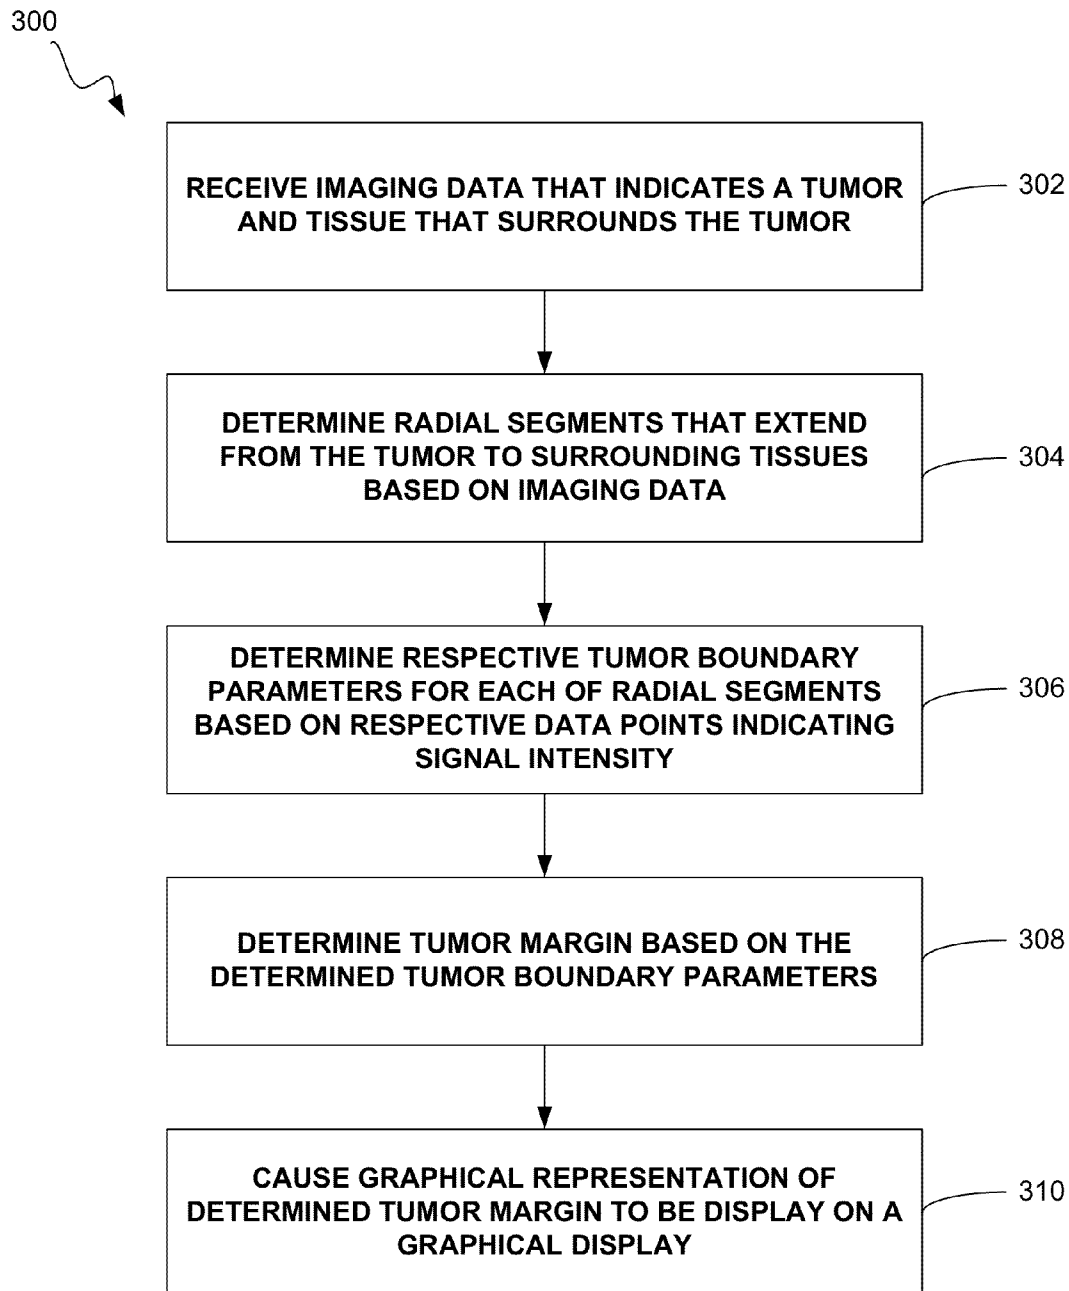 300
RECEIVE IMAGING DATA THAT INDICATES A TUMOR
AND TISSUE THAT SURROUNDS THE TUMOR
302
DETERMINE RADIAL SEGMENTS THAT EXTEND
FROM THE TUMOR TO SURROUNDING TISSUES
BASED ON IMAGING DATA
304
DETERMINE RESPECTIVE TUMOR BOUNDARY
PARAMETERS FOR EACH OF RADIAL SEGMENTS
BASED ON RESPECTIVE DATA POINTS INDICATING
SIGNAL INTENSITY
306
DETERMINE TUMOR MARGIN BASED ON THE
DETERMINED TUMOR BOUNDARY PARAMETERS
308
CAUSE GRAPHICAL REPRESENTATION OF
DETERMINED TUMOR MARGIN TO BE DISPLAY ON A
GRAPHICAL DISPLAY
310